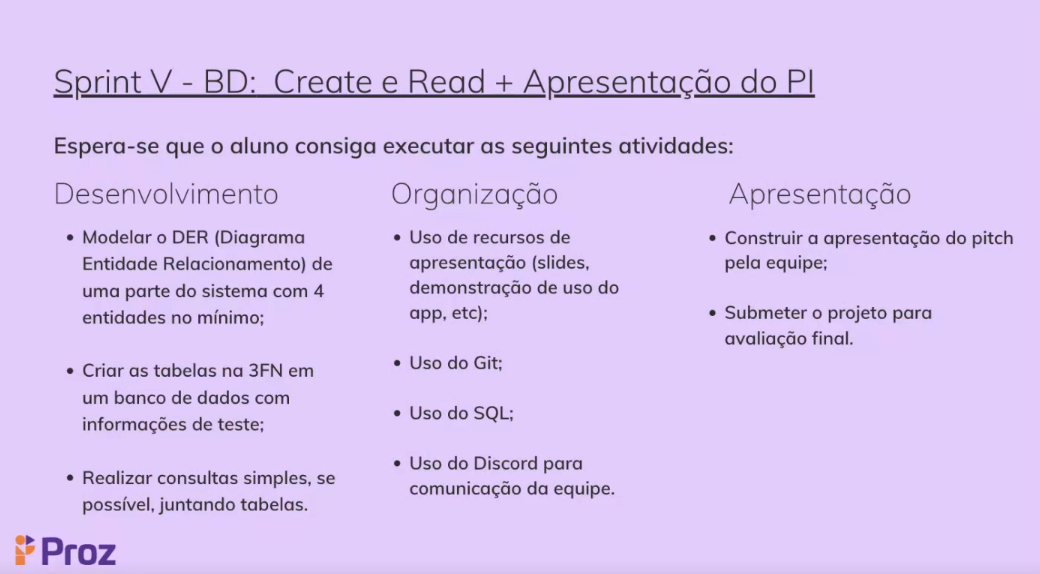 Sprint V - BD:  Create e Read + Apresentação do PI
Espera-se que o aluno consiga executar as seguintes atividades:
Desenvolvimento
• Modelar o DER (Diagrama
Entidade Relacionamento) de
uma parte do sistema com 4
entidades no mínimo;
• Criar as tabelas na 3FN em
um banco de dados com
informações de teste;
• Realizar consultas simples, se
possível, juntando tabelas.
Organização
• Uso de recursos de
apresentação (slides,
demonstração de uso do
app, etc);
• Uso do Git;
• Uso do SQL;
• Uso do Discord para
comunicação da equipe.
Apresentação
• Construir a apresentação do pitch
pela equipe;
• Submeter o projeto para
avaliação final.
Proz